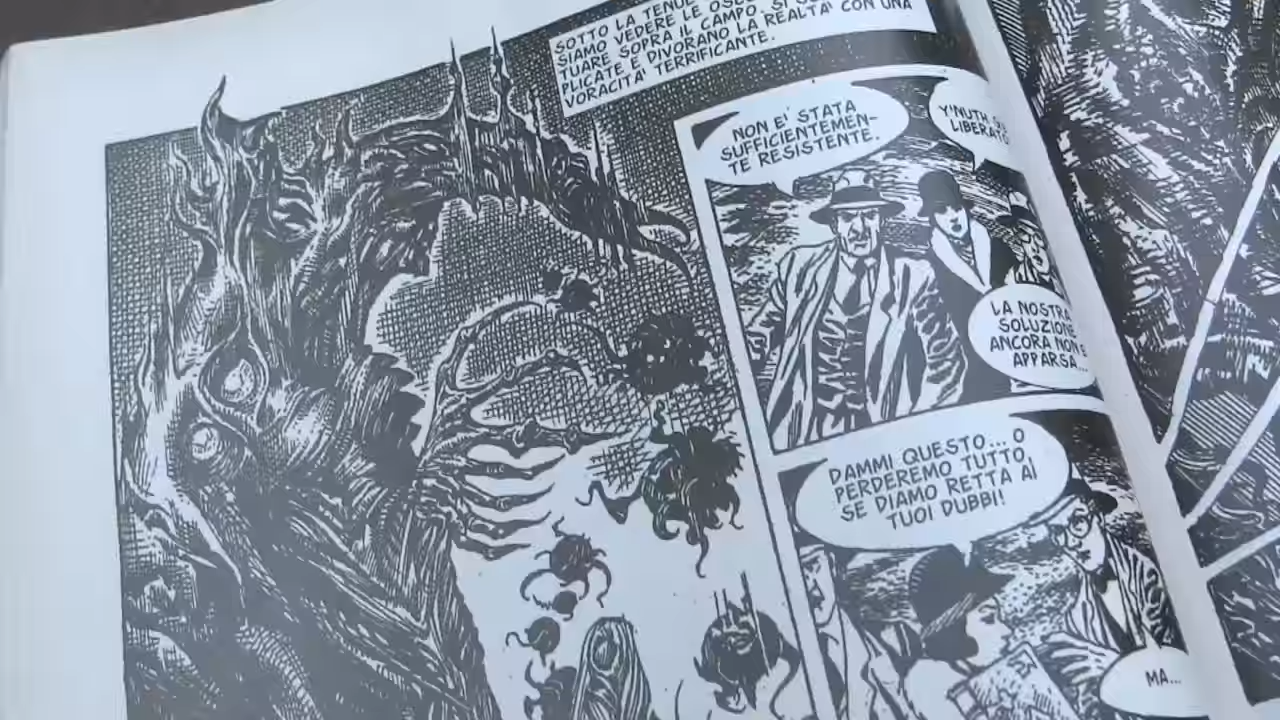 SOTTO LA TENUE
SIAMO VEDERE LE
TUARE SOPRA IL CAMPO. SI
PLICATE E DIVORANO LA REALTA' CON UNA
VORACITA' TERRIFICANTE.
NON E' STATA
SUFFICIENTEMEN-
TE RESISTENTE.
Y'NUTH
LIBERATO
LA NOSTRA
SOLUZIONE
ANCORA NON E'
APPARSA...
DAMMI QUESTO... O
PERDEREMO TUTTO,
SE DIAMO RETTA AI
TUOI DUBBI!
MA...